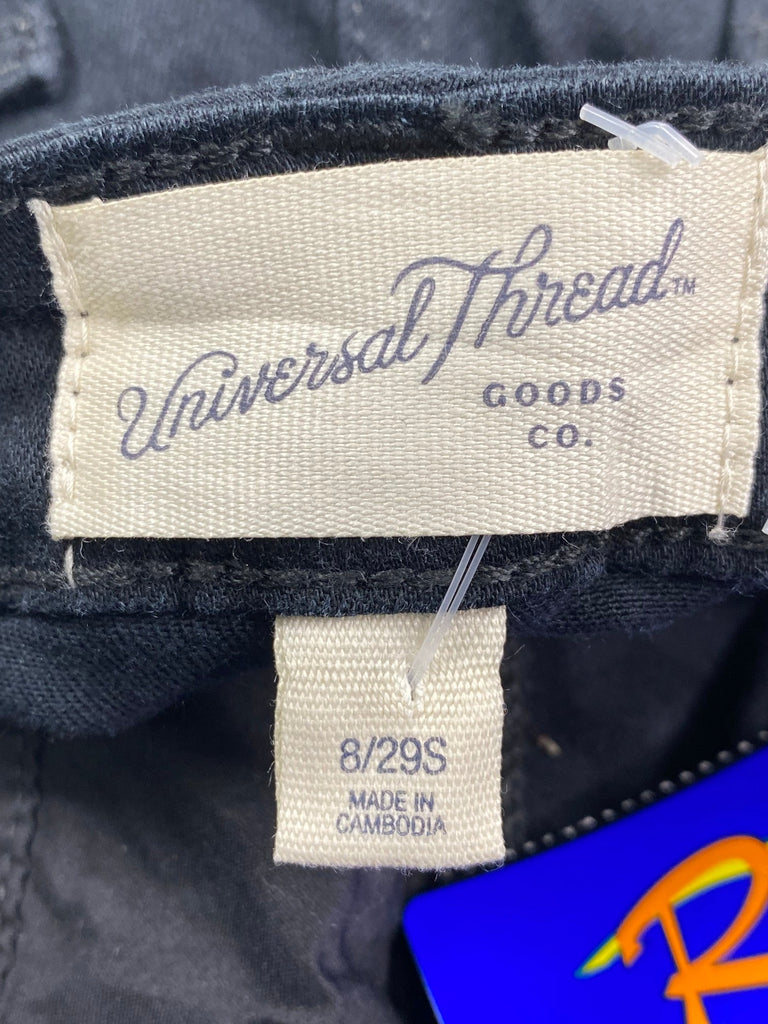 Universal Thread™
GOODS
CO.
8/29S
MADE IN
CAMBODIA
R